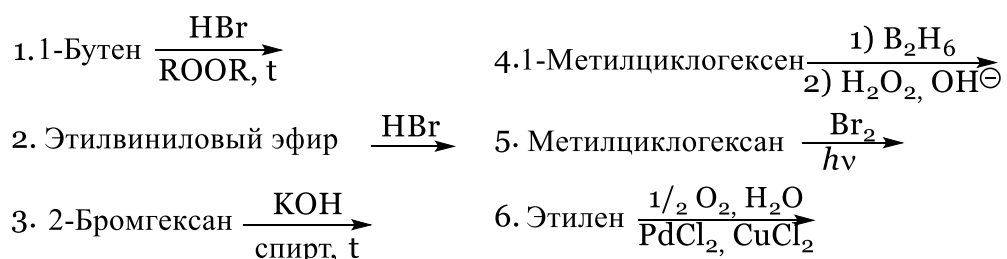 1. 1-Бутен HBr ROOR, t
2. Этилвиниловый эфир HBr
3. 2-Бромгексан KOH спирт, t
4. 1-Метилциклогексен 1) B₂H₆ 2) H₂O₂, OH⊖
5. Метилциклогексан Br₂ hν
6. Этилен 1/₂ O₂, H₂O PdCl₂, CuCl₂